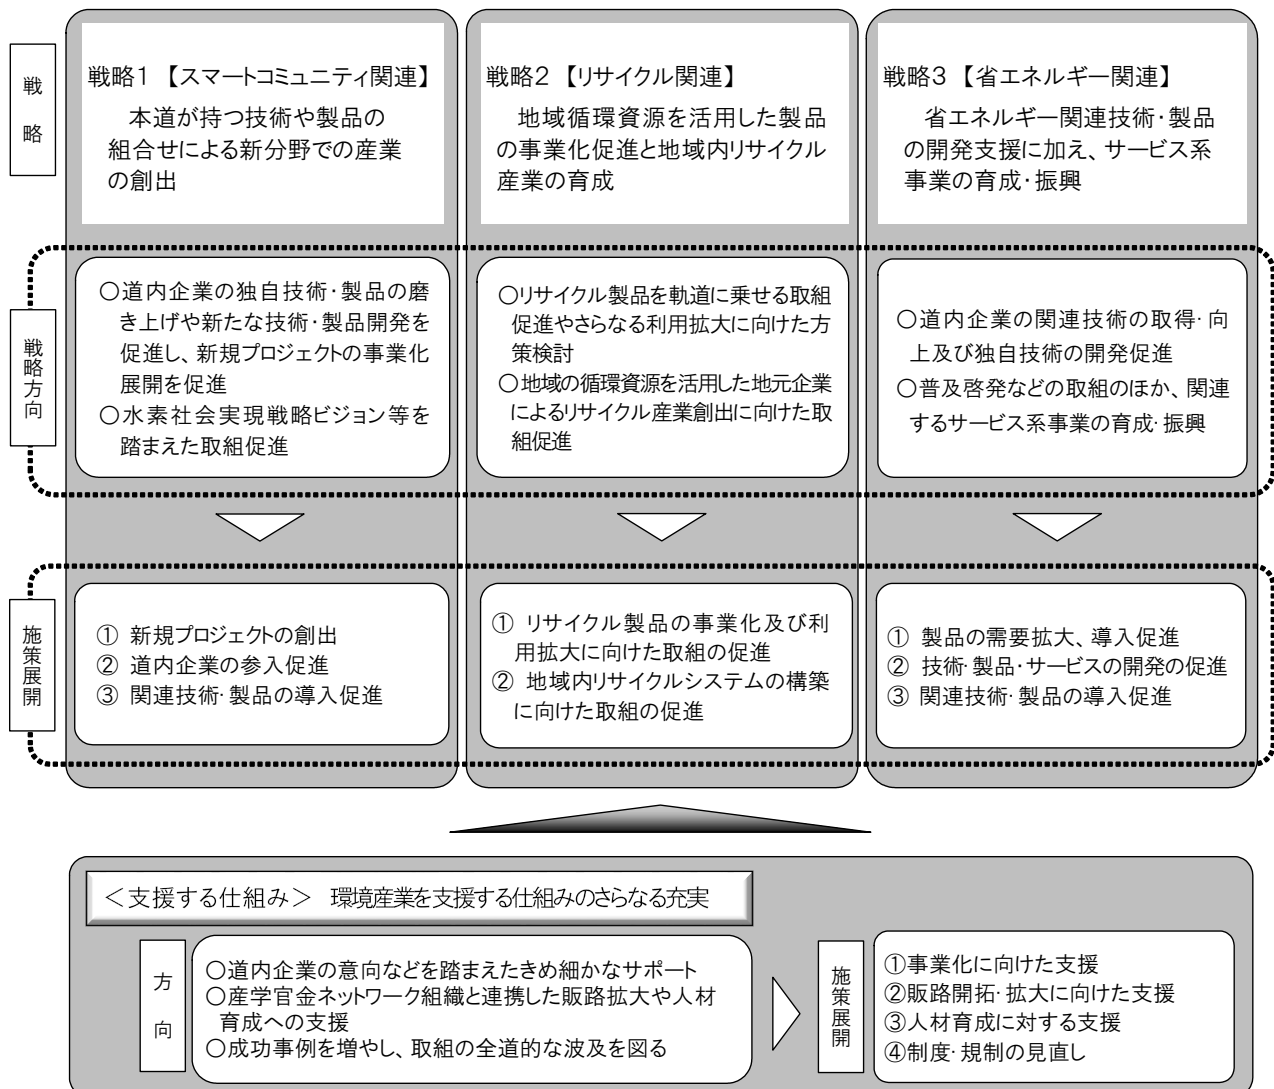 戦
略
戦略1 【スマートコミュニティ関連】
本道が持つ技術や製品の
組合せによる新分野での産業
の創出
戦略2 【リサイクル関連】
地域循環資源を活用した製品
の事業化促進と地域内リサイクル
産業の育成
戦略3 【省エネルギー関連】
省エネルギー関連技術・製品
の開発支援に加え、サービス系
事業の育成・振興
戦略方向
○道内企業の独自技術・製品の磨
き上げや新たな技術・製品開発を
促進し、新規プロジェクトの事業化
展開を促進
○水素社会実現戦略ビジョン等を
踏まえた取組促進
○リサイクル製品を軌道に乗せる取組
促進やさらなる利用拡大に向けた方
策検討
○地域の循環資源を活用した地元企業
によるリサイクル産業創出に向けた取
組促進
○道内企業の関連技術の取得・向
上及び独自技術の開発促進
○普及啓発などの取組のほか、関連
するサービス系事業の育成・振興
施策展開
① 新規プロジェクトの創出
② 道内企業の参入促進
③ 関連技術・製品の導入促進
① リサイクル製品の事業化及び利
用拡大に向けた取組の促進
② 地域内リサイクルシステムの構築
に向けた取組の促進
① 製品の需要拡大、導入促進
② 技術・製品・サービスの開発の促進
③ 関連技術・製品の導入促進
＜支援する仕組み＞ 環境産業を支援する仕組みのさらなる充実
方
向
○道内企業の意向などを踏まえたきめ細かなサポート
○産学官金ネットワーク組織と連携した販路拡大や人材
育成への支援
○成功事例を増やし、取組の全道的な波及を図る
施策展開
①事業化に向けた支援
②販路開拓・拡大に向けた支援
③人材育成に対する支援
④制度・規制の見直し